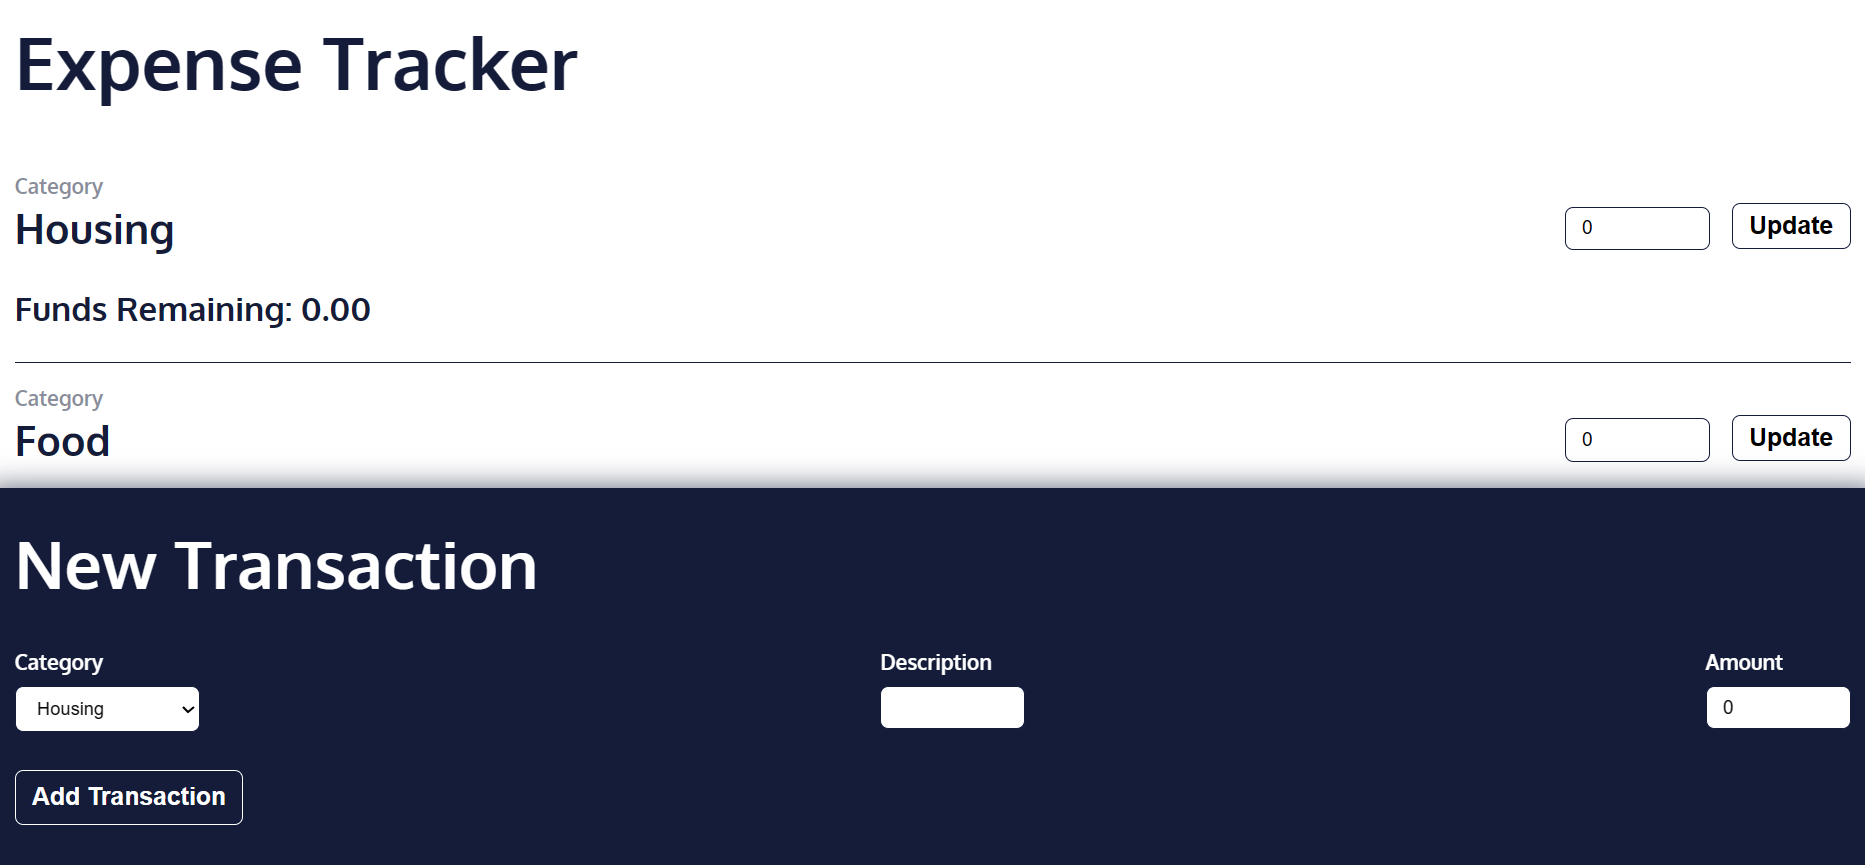 Expense Tracker
Category
Housing
0
Update
Funds Remaining: 0.00
Category
Food
0
Update
New Transaction
Category
Description
Amount
Housing
0
Add Transaction